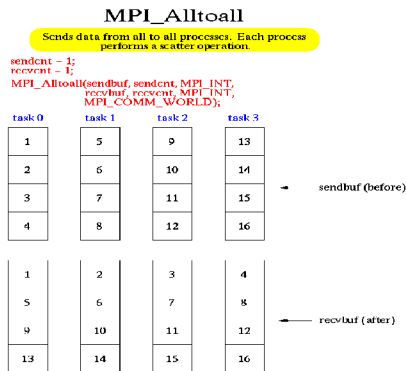 MPI_Alltoall
Sends data from all to all processes. Each process
performs a scatter operation.
sendcnt = 1;
recvcnt = 1;
MPI_Alltoall(sendbuf, sendcnt, MPI_INT,
recvbuf, recvcnt, MPI_INT,
MPI_COMM_WORLD);
task 0 task 1 task 2 task 3
1 5 9 13
2 6 10 14
3 7 11 15
sendbuf (before)
4 8 12 16
1 2 3 4
5 6 7 8
9 10 11 12
recvbuf (after)
13 14 15 16